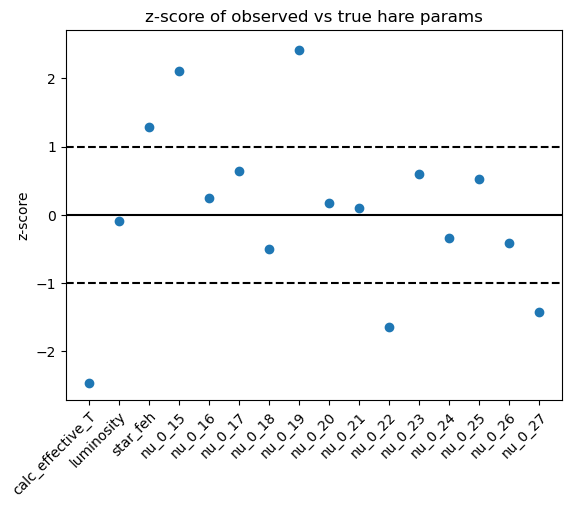 z-score of observed vs true hare params
z-score
2
1
0
−1
−2
calc_effective_T
luminosity
star_feh
nu_0_15
nu_0_16
nu_0_17
nu_0_18
nu_0_19
nu_0_20
nu_0_21
nu_0_22
nu_0_23
nu_0_24
nu_0_25
nu_0_26
nu_0_27